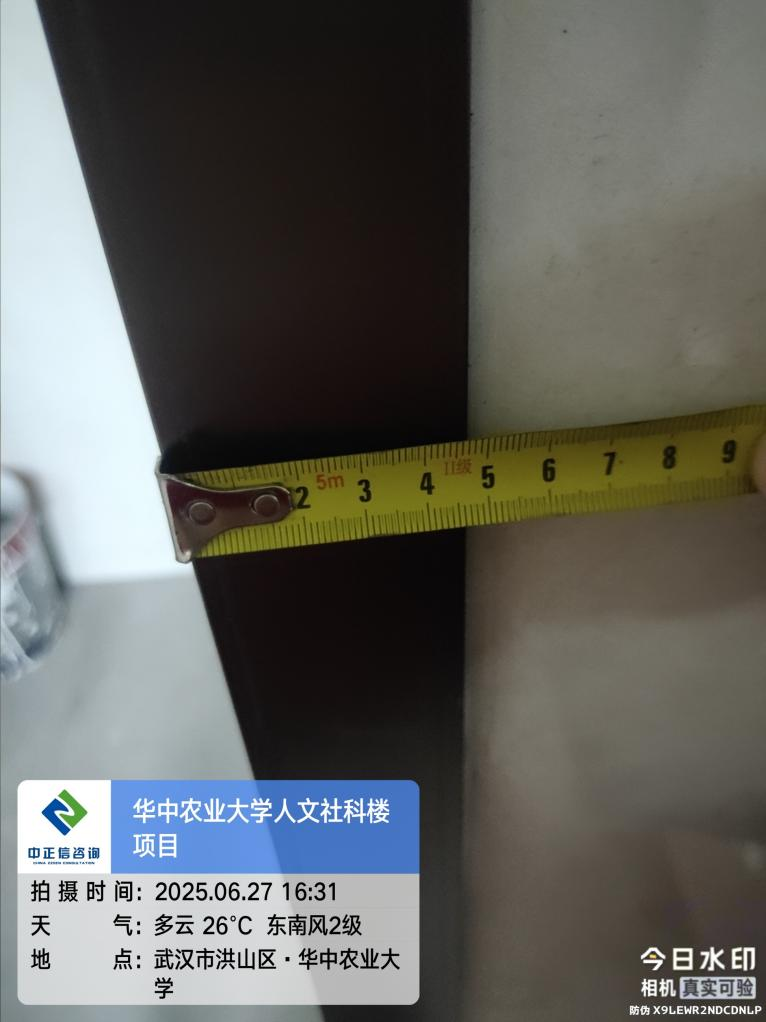 2 5m 3 4 II级 5 6 7 8 9
中正信咨询
CHINA ZZXIN CONSULTATION
华中农业大学人文社科楼
项目
拍摄时间：2025.06.27 16:31
天气：多云 26°C 东南风2级
地点：武汉市洪山区·华中农业大
学
今日水印
相机 真实可验
防伪 X9LEWR2NDCDNLP